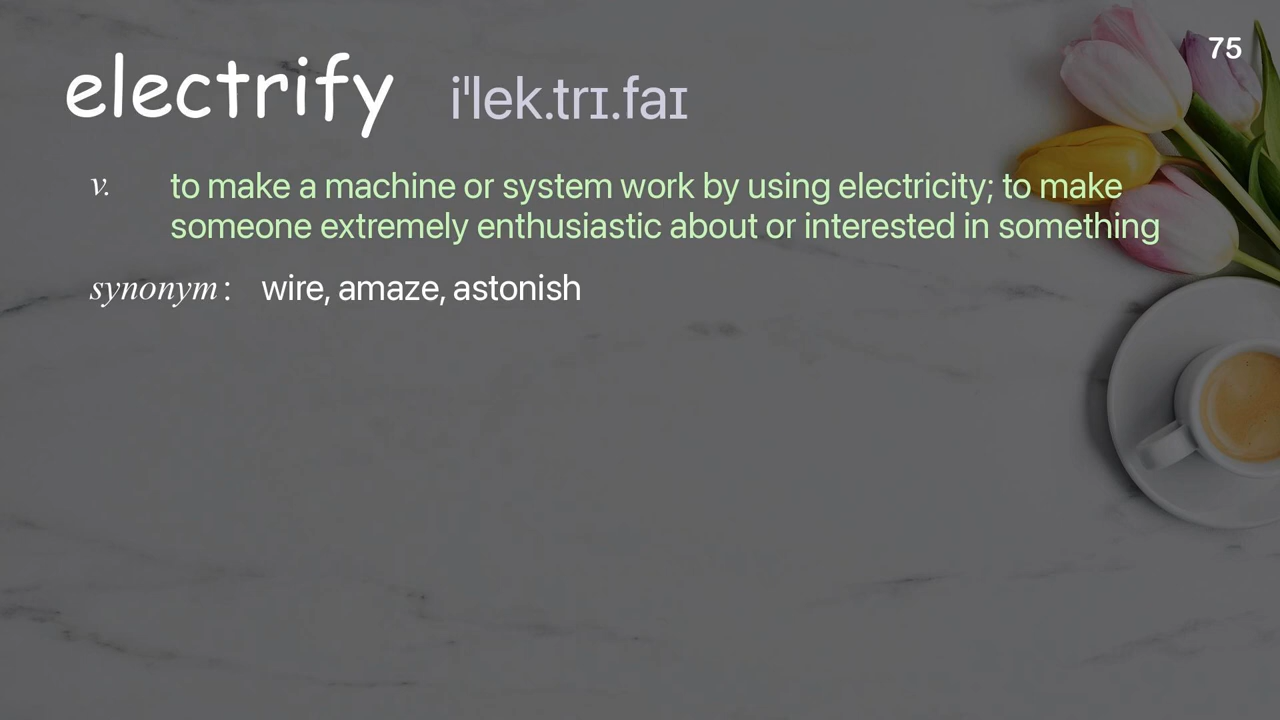 75
electrify iˈlek.trɪ.faɪ
v. to make a machine or system work by using electricity; to make
someone extremely enthusiastic about or interested in something
synonym : wire, amaze, astonish